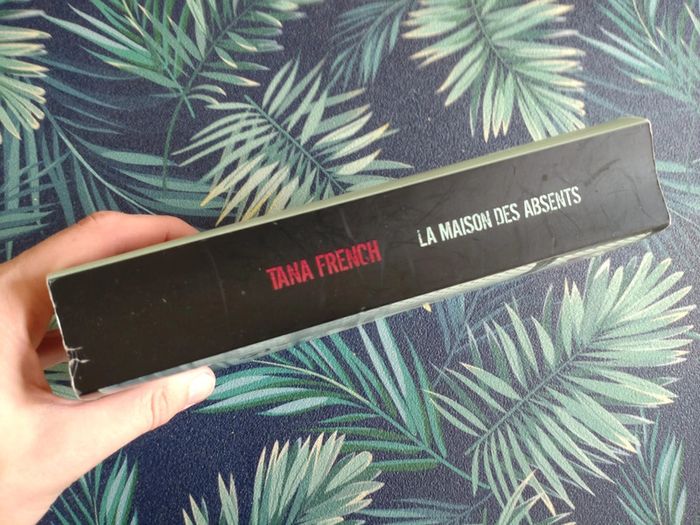 TANA FRENCH
LA MAISON DES ABSENTS